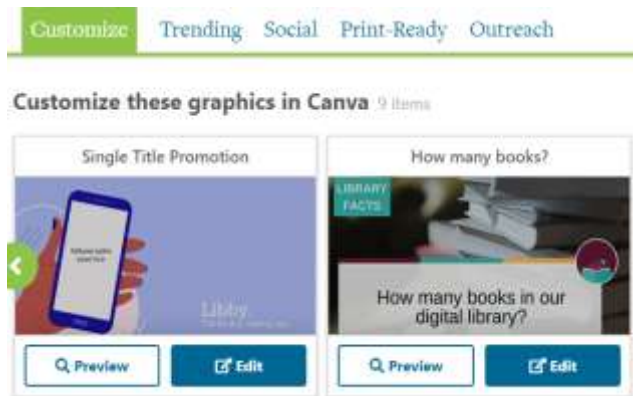 Customize Trending Social Print-Ready Outreach
Customize these graphics in Canva 9 items
Single Title Promotion
How many books?
LIBRARY
FACTS
Libby.
How many books in our
digital library?
Preview Edit
Preview Edit